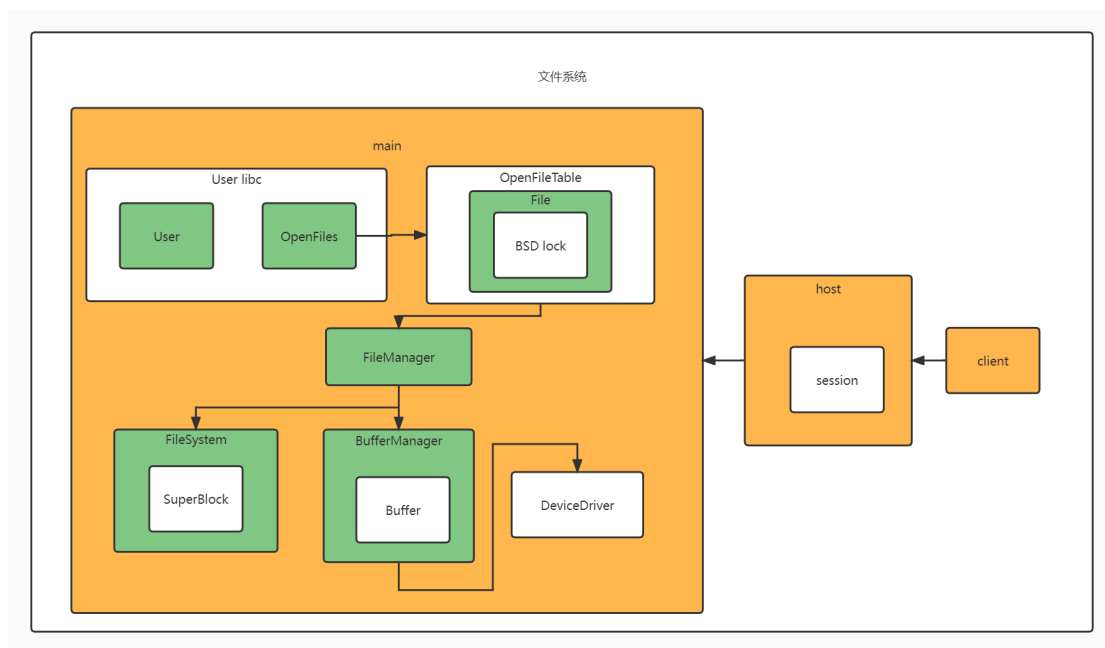 文件系统
main
User libc
User
OpenFiles
OpenFileTable
File
BSD lock
FileManager
FileSystem
SuperBlock
BufferManager
Buffer
DeviceDriver
host
session
client